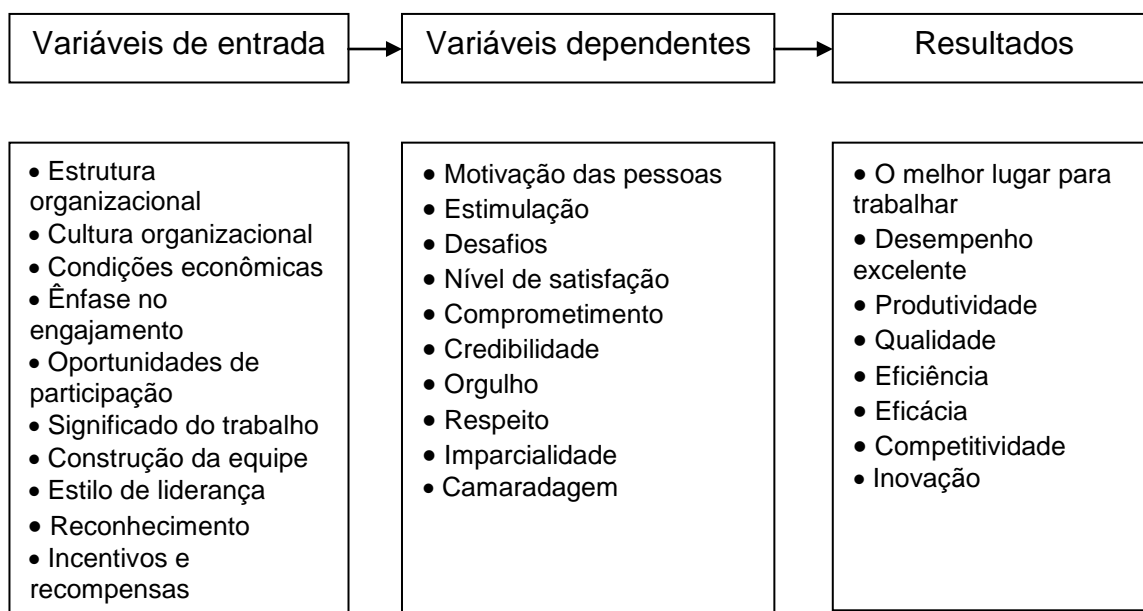 Variáveis de entrada
Variáveis dependentes
Resultados
• Estrutura
organizacional
• Cultura organizacional
• Condições econômicas
• Ênfase no
engajamento
• Oportunidades de
participação
• Significado do trabalho
• Construção da equipe
• Estilo de liderança
• Reconhecimento
• Incentivos e
recompensas
• Motivação das pessoas
• Estimulação
• Desafios
• Nível de satisfação
• Comprometimento
• Credibilidade
• Orgulho
• Respeito
• Imparcialidade
• Camaradagem
• O melhor lugar para
trabalhar
• Desempenho
excelente
• Produtividade
• Qualidade
• Eficiência
• Eficácia
• Competitividade
• Inovação